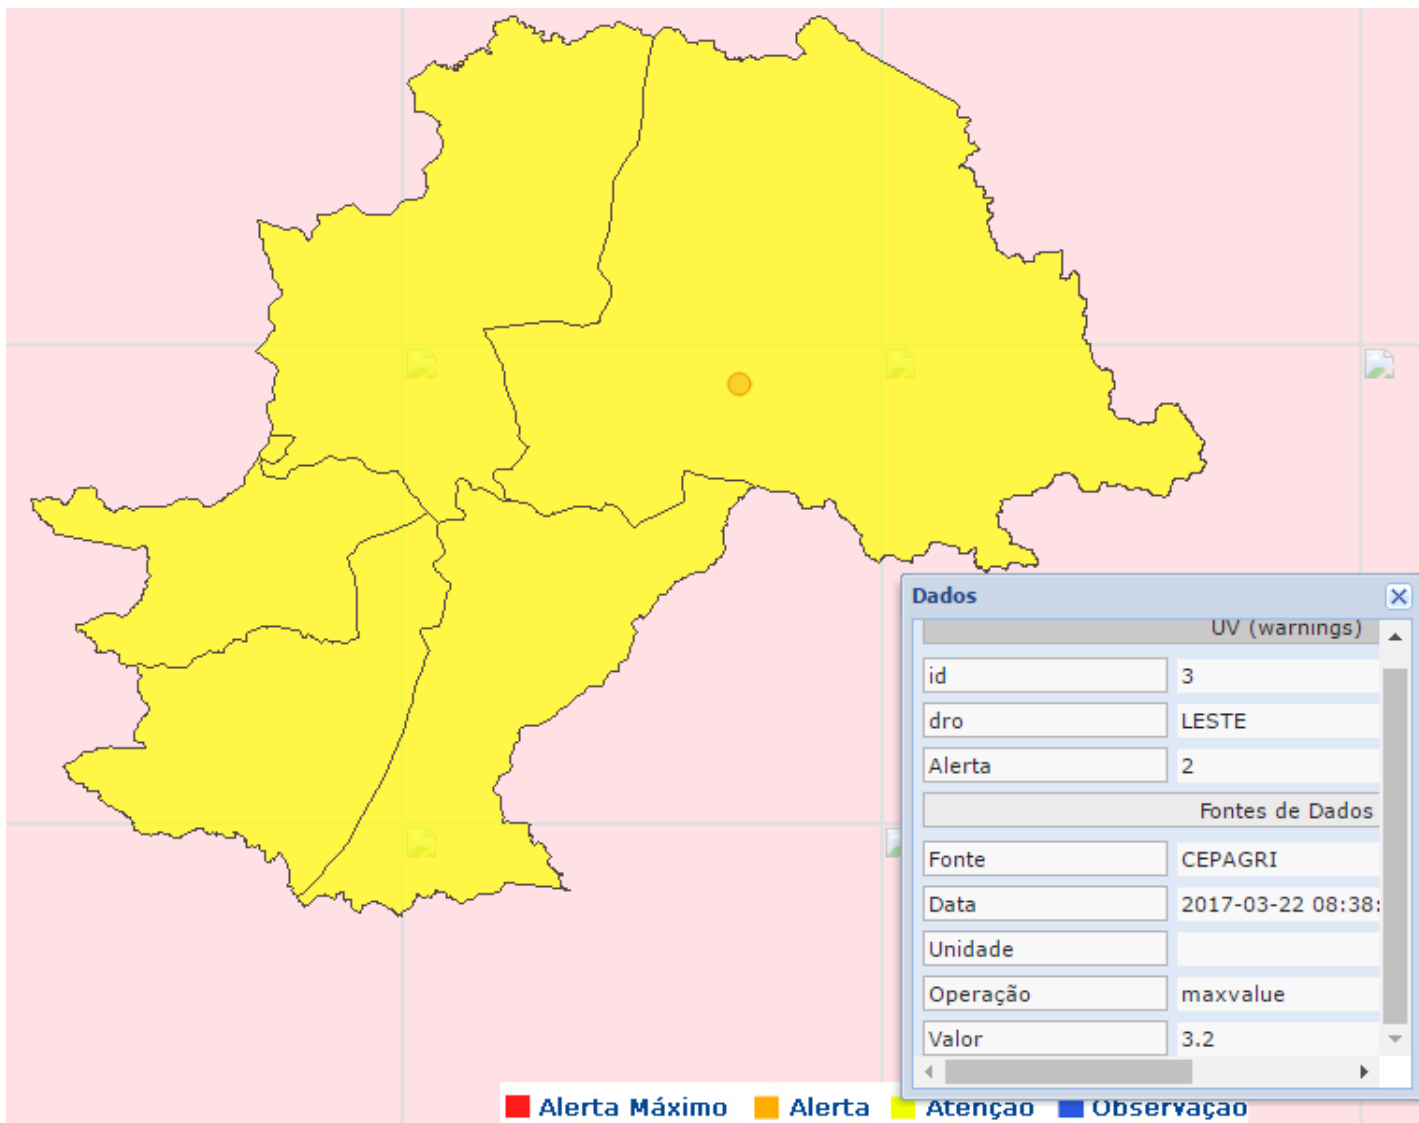 Dados
UV (warnings)
id 3
dro LESTE
Alerta 2
Fontes de Dados
Fonte CEPAGRI
Data 2017-03-22 08:38:
Unidade
Operação maxvalue
Valor 3.2
Alerta Máximo Alerta Atenção Observação